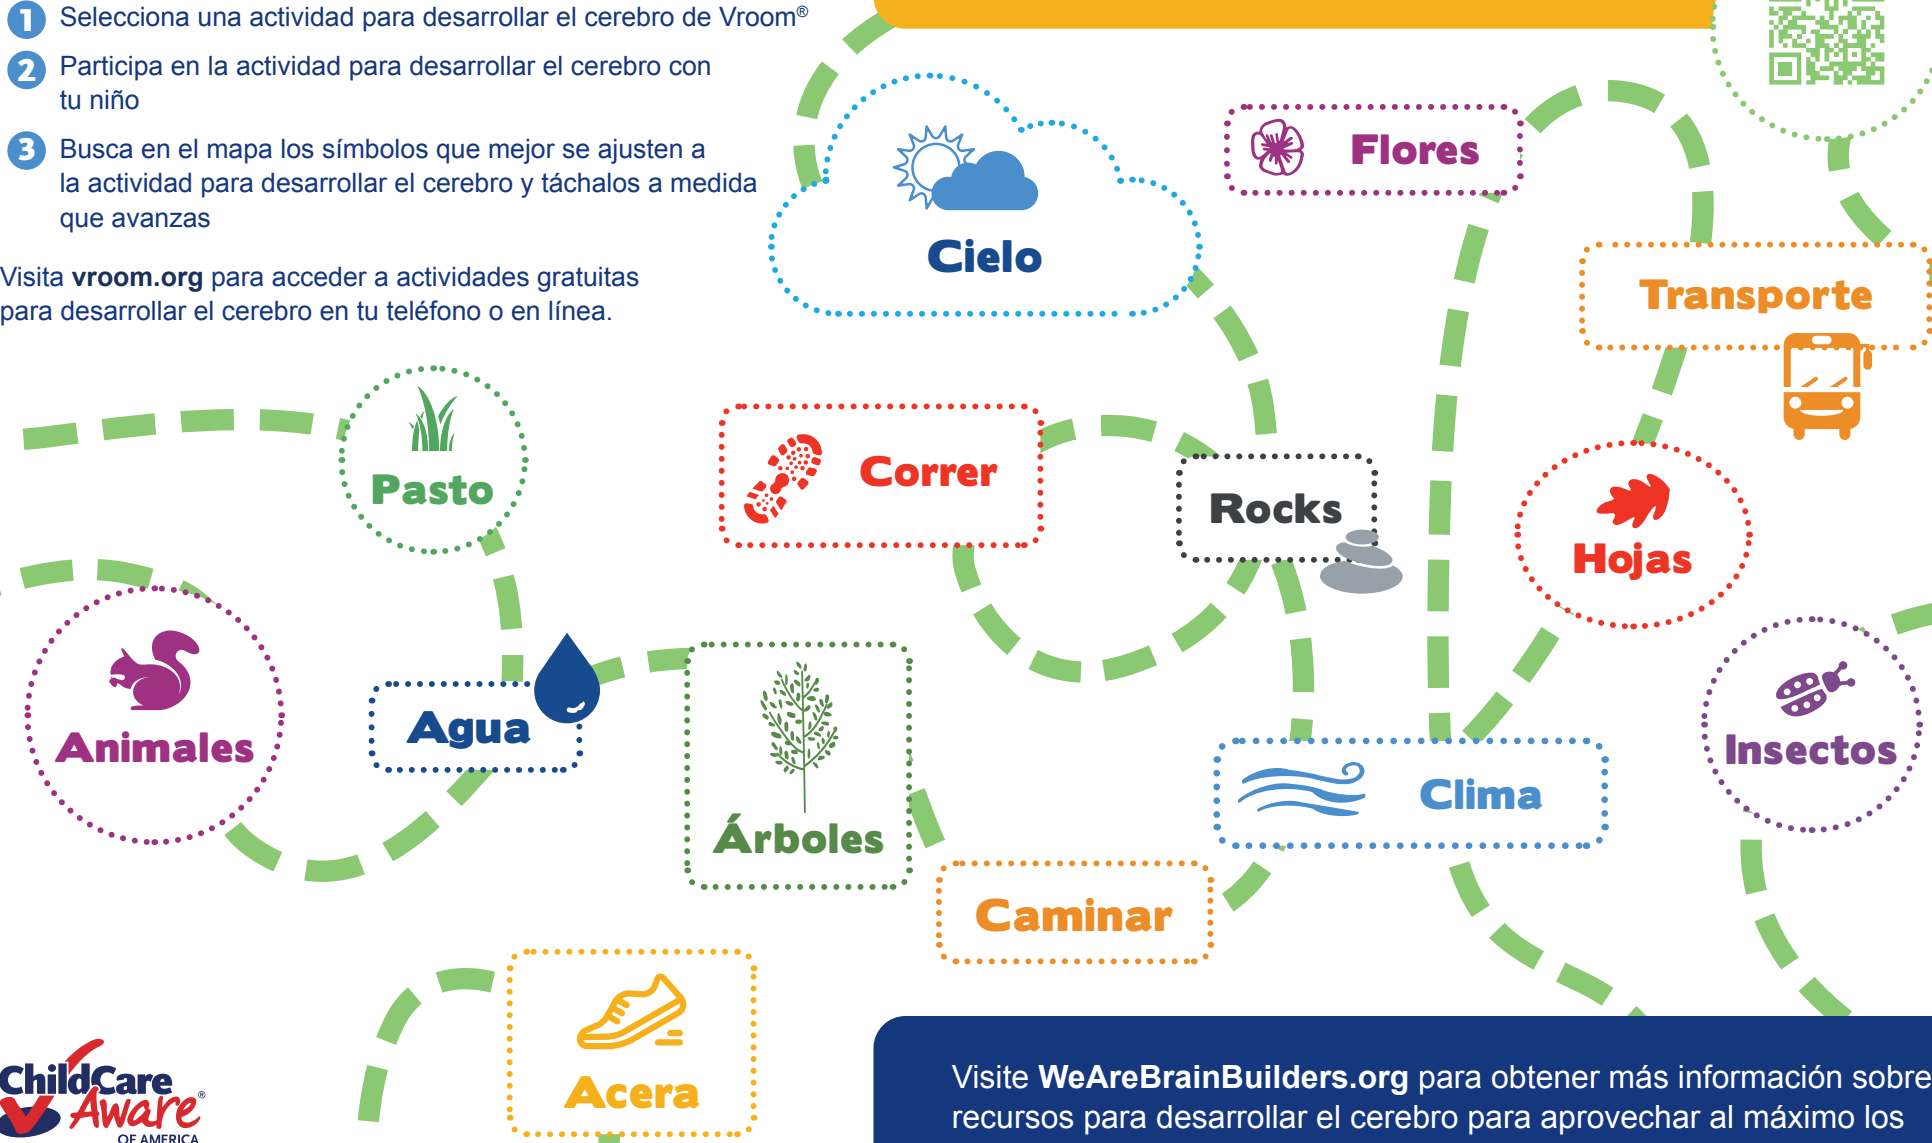 1 Selecciona una actividad para desarrollar el cerebro de Vroom®
2 Participa en la actividad para desarrollar el cerebro con
tu niño
3 Busca en el mapa los símbolos que mejor se ajusten a
la actividad para desarrollar el cerebro y táchalos a medida
que avanzas
Visita vroom.org para acceder a actividades gratuitas
para desarrollar el cerebro en tu teléfono o en línea.
Cielo
Flores
Transporte
Pasto
Correr
Rocks
Hojas
Animales
Agua
Árboles
Clima
Insectos
Caminar
Acera
ChildCare
Aware®
OF AMERICA
Visite WeAreBrainBuilders.org para obtener más información sobre
recursos para desarrollar el cerebro para aprovechar al máximo los